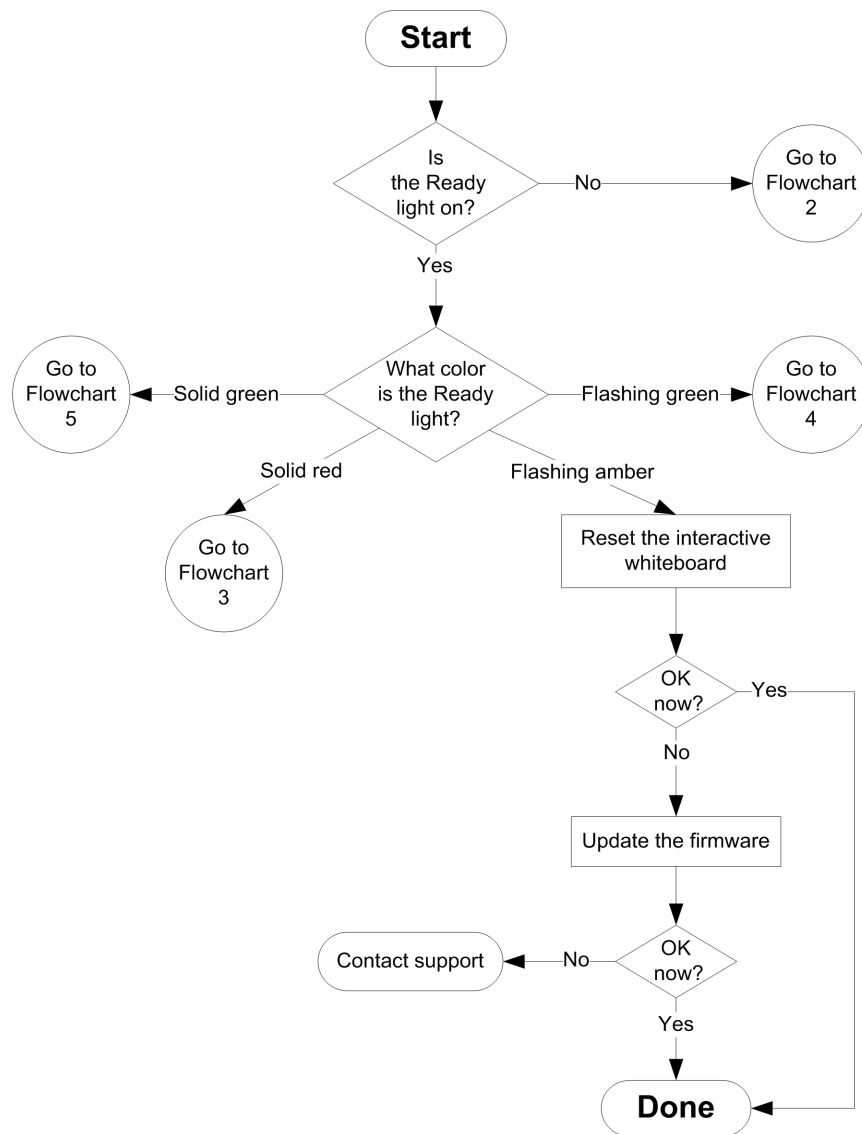 Start
Is
the Ready
light on?
No
Go to
Flowchart
2
Yes
Go to
Flowchart
5
Solid green
What color
is the Ready
light?
Flashing green
Go to
Flowchart
4
Solid red
Flashing amber
Go to
Flowchart
3
Reset the interactive
whiteboard
OK
now?
Yes
No
Update the firmware
Contact support
No
OK
now?
Yes
Done